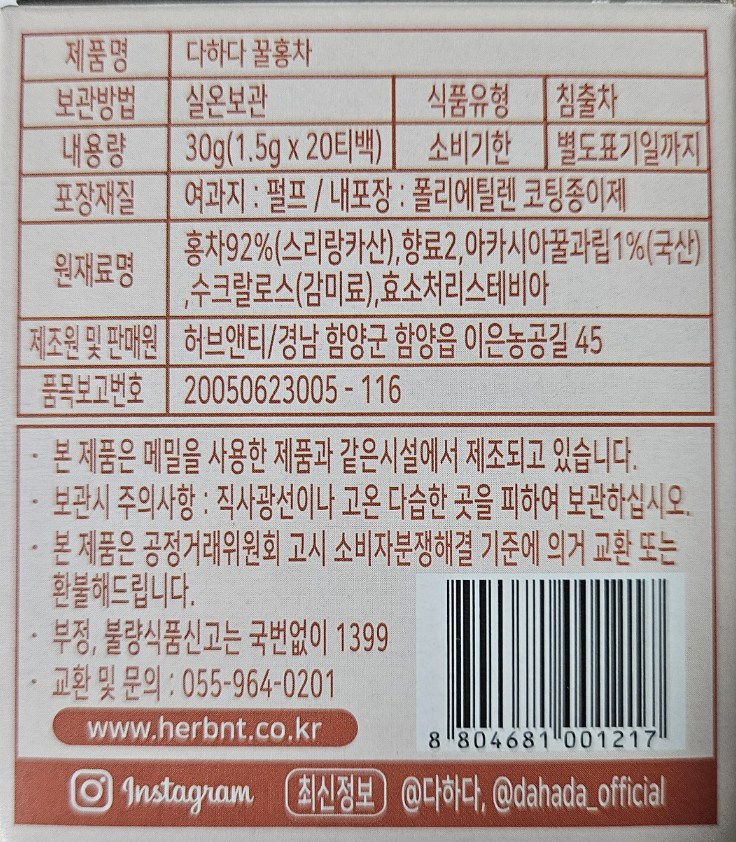 제품명 다하다 꿀홍차
보관방법 실온보관 식품유형 침출차
내용량 30g(1.5g x 20티백) 소비기한 별도표기일까지
포장재질 여과지 : 펄프 / 내포장 : 폴리에틸렌 코팅종이제
원재료명 홍차92%(스리랑카산),향료2,아카시아꿀과립1%(국산)
,수크랄로스(감미료),효소처리스테비아
제조원 및 판매원 허브앤티/경남 함양군 함양읍 이은농공길 45
품목보고번호 20050623005 - 116
· 본 제품은 메밀을 사용한 제품과 같은시설에서 제조되고 있습니다.
· 보관시 주의사항 : 직사광선이나 고온 다습한 곳을 피하여 보관하십시오.
· 본 제품은 공정거래위원회 고시 소비자분쟁해결 기준에 의거 교환 또는
환불해드립니다.
· 부정, 불량식품신고는 국번없이 1399
· 교환 및 문의 : 055-964-0201
www.herbnt.co.kr
8 804681 001217
Instagram 최신정보 @다하다, @dahada_official